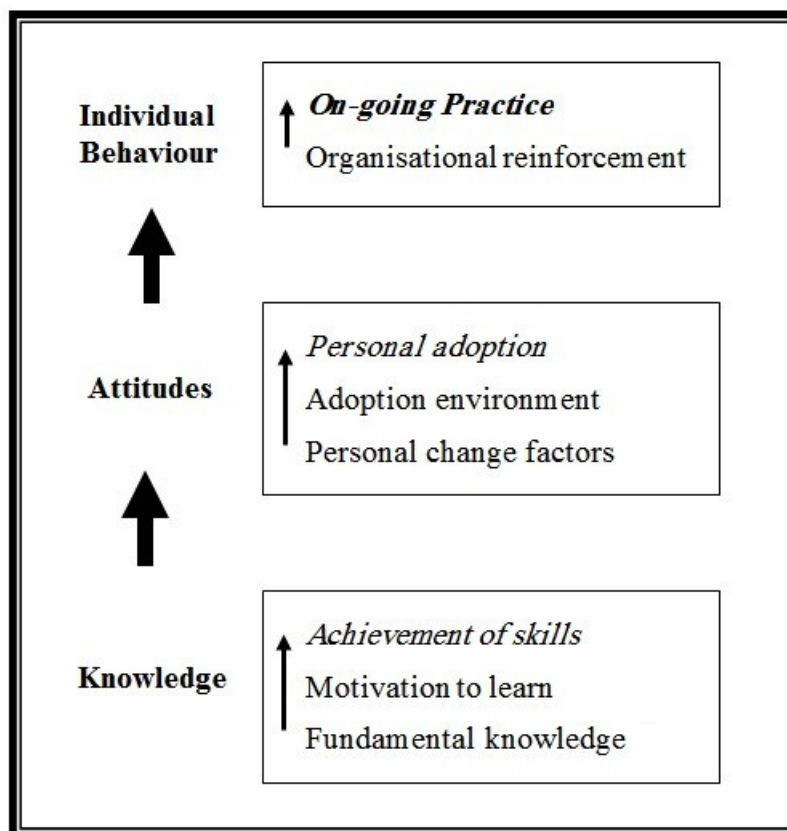 Individual
Behaviour
On-going Practice
Organisational reinforcement
Attitudes
Personal adoption
Adoption environment
Personal change factors
Knowledge
Achievement of skills
Motivation to learn
Fundamental knowledge